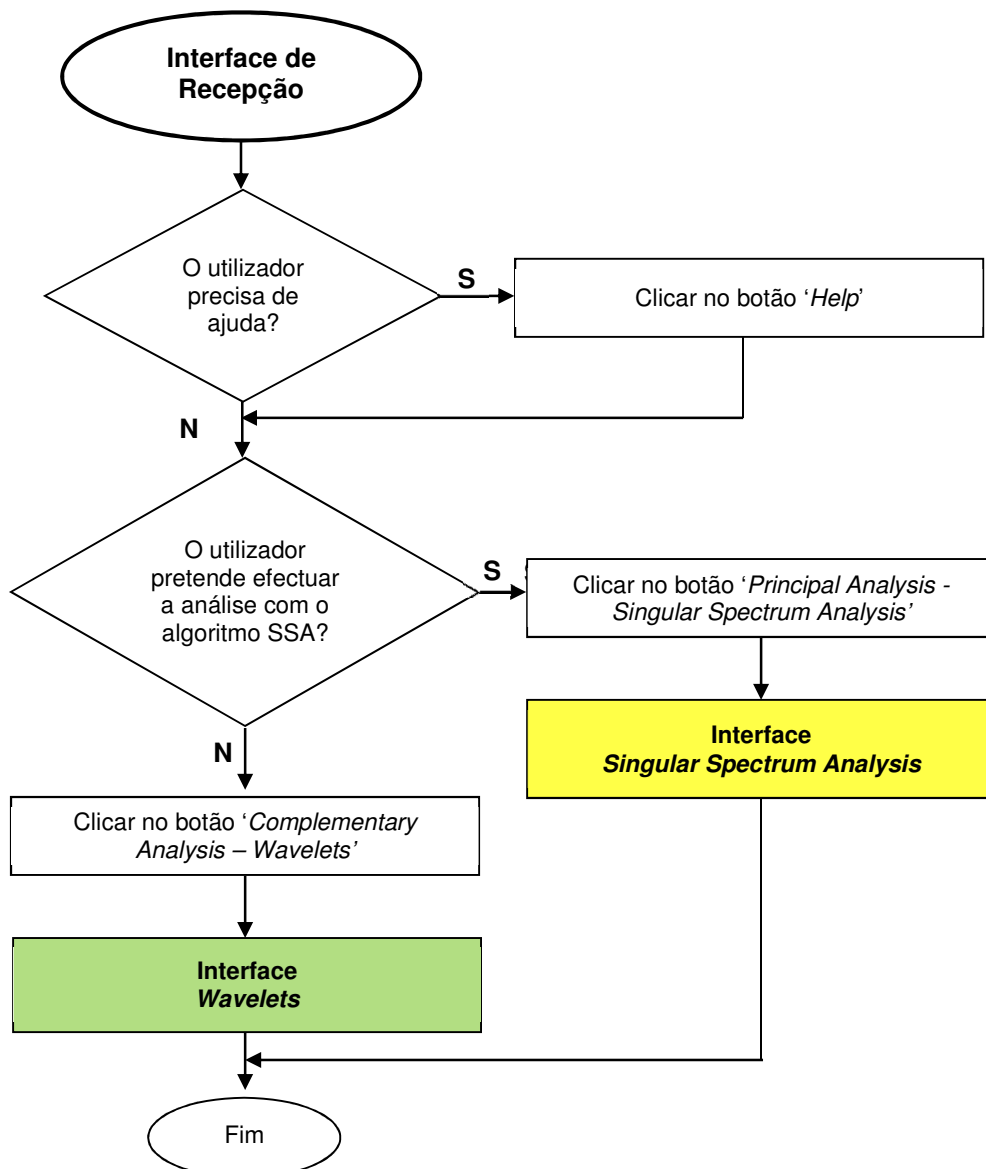 Interface de
Recepção
O utilizador
precisa de
ajuda?
S
Clicar no botão ‘Help’
N
O utilizador
pretende efectuar
a análise com o
algoritmo SSA?
S
Clicar no botão ‘Principal Analysis -
Singular Spectrum Analysis’
Interface
Singular Spectrum Analysis
N
Clicar no botão ‘Complementary
Analysis – Wavelets’
Interface
Wavelets
Fim